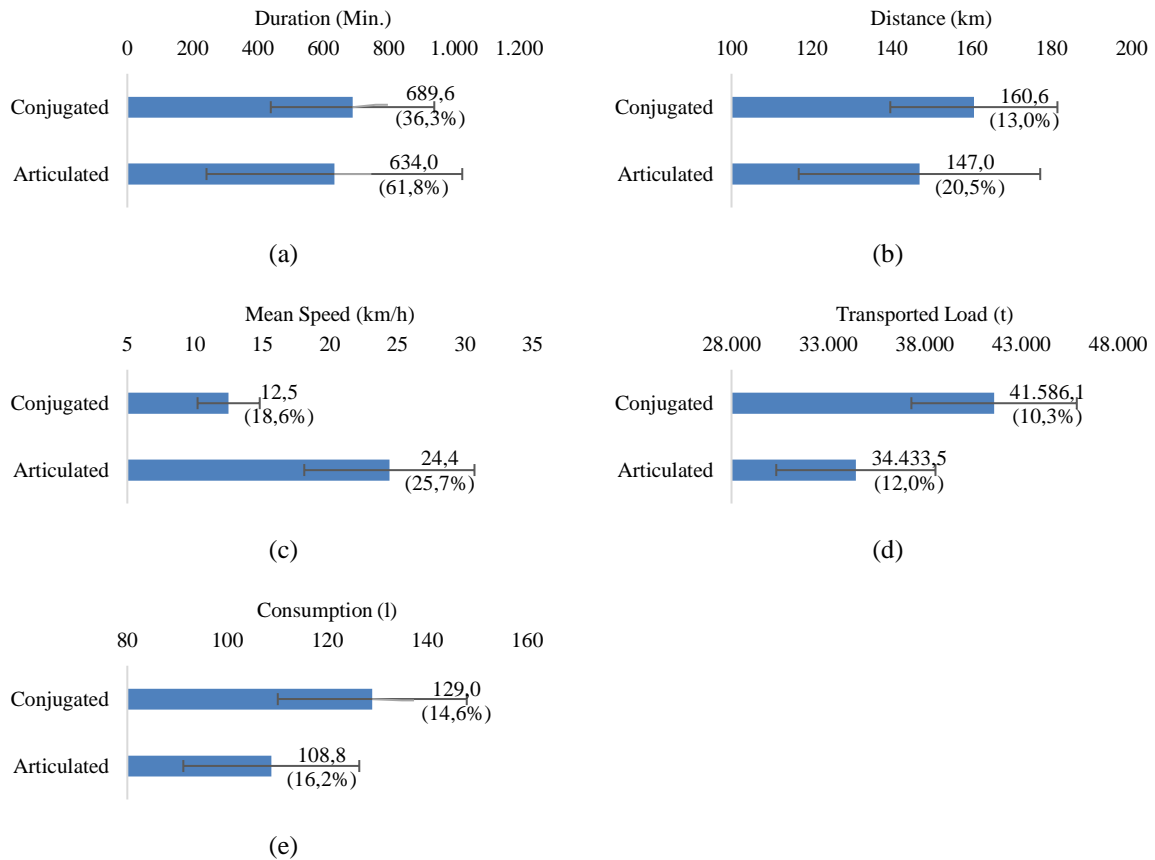 Duration (Min.)
0 200 400 600 800 1.000 1.200
Conjugated
689,6
(36,3%)
Articulated
634,0
(61,8%)
(a)
Distance (km)
100 120 140 160 180 200
Conjugated
160,6
(13,0%)
Articulated
147,0
(20,5%)
(b)
Mean Speed (km/h)
5 10 15 20 25 30 35
Conjugated
12,5
(18,6%)
Articulated
24,4
(25,7%)
(c)
Transported Load (t)
28.000 33.000 38.000 43.000 48.000
Conjugated
41.586,1
(10,3%)
Articulated
34.433,5
(12,0%)
(d)
Consumption (l)
80 100 120 140 160
Conjugated
129,0
(14,6%)
Articulated
108,8
(16,2%)
(e)